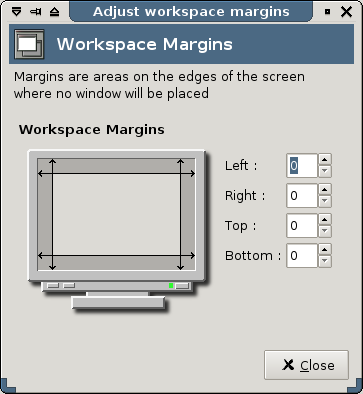 Adjust workspace margins
Workspace Margins
Margins are areas on the edges of the screen
where no window will be placed
Workspace Margins
Left : 0
Right : 0
Top : 0
Bottom : 0
Close